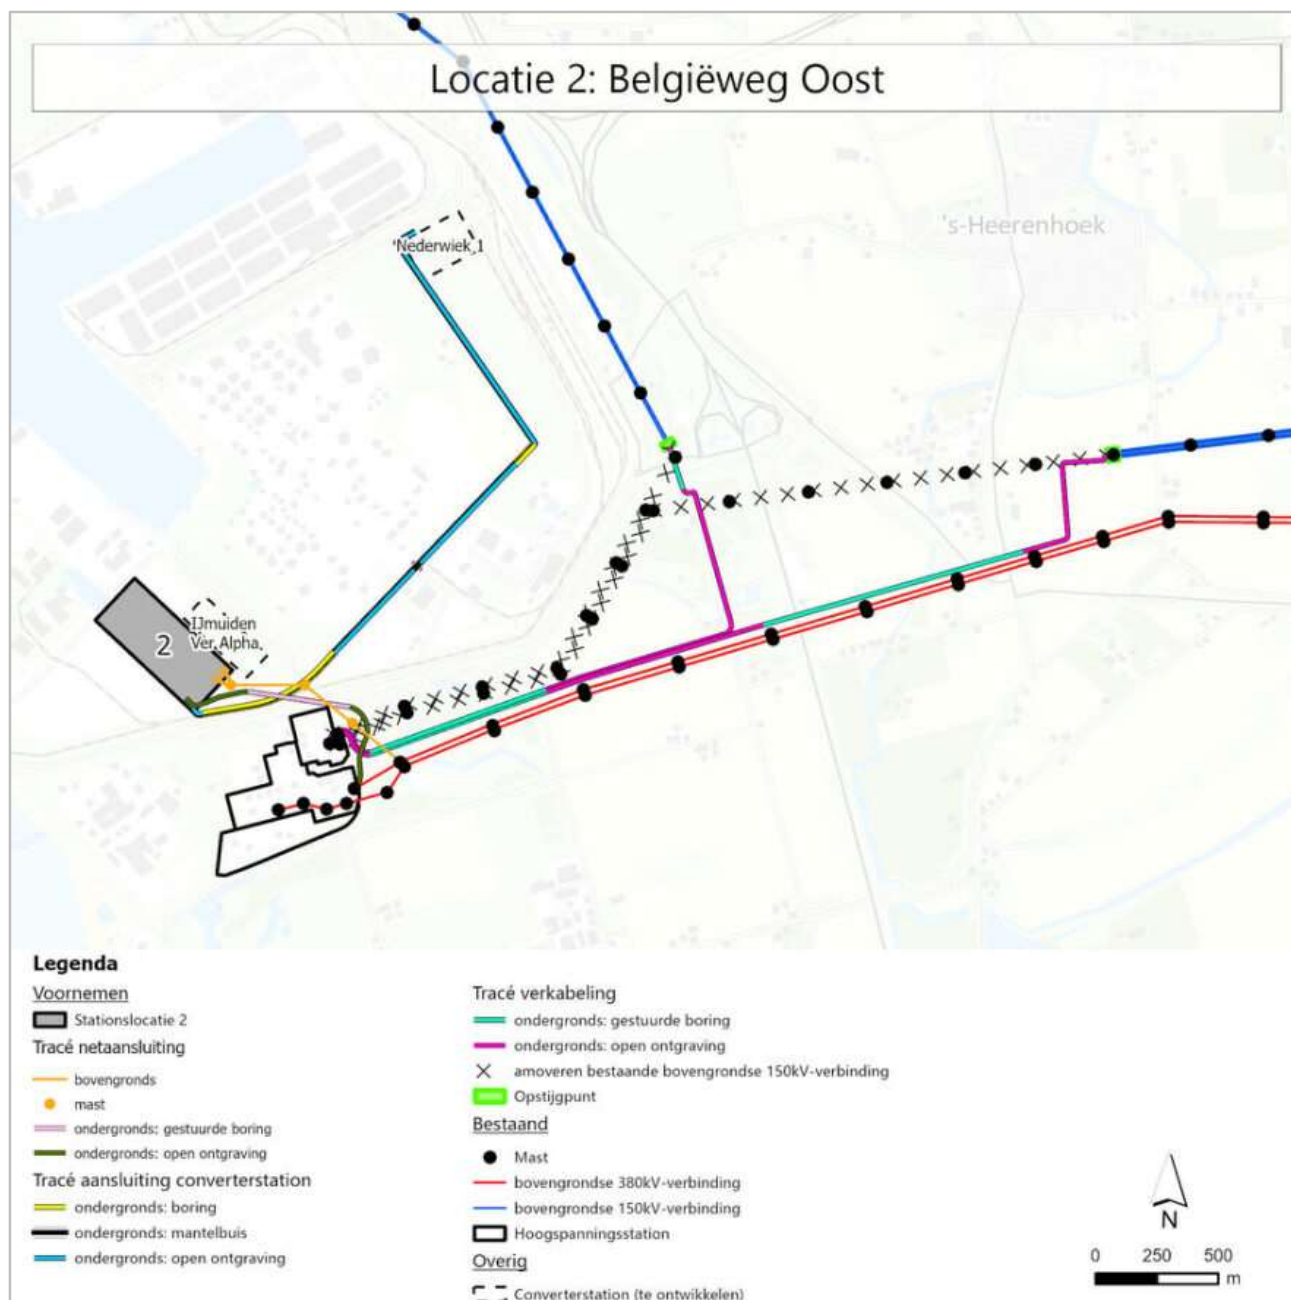 Locatie 2: Belgiëweg Oost
's-Heerenhoek
Nederwiek 1
IJmuiden
Ver Alpha
2
Legenda
Voornemen
Stationslocatie 2
Tracé netaansluiting
bovengronds
mast
ondergronds: gestuurde boring
ondergronds: open ontgraving
Tracé aansluiting converterstation
ondergronds: boring
ondergronds: mantelbuis
ondergronds: open ontgraving
Tracé verkabeling
ondergronds: gestuurde boring
ondergronds: open ontgraving
amoveren bestaande bovengrondse 150kV-verbinding
Opstijgpunt
Bestaand
Mast
bovengrondse 380kV-verbinding
bovengrondse 150kV-verbinding
Hoogspanningsstation
Overig
Converterstation (te ontwikkelen)
N
0 250 500
m